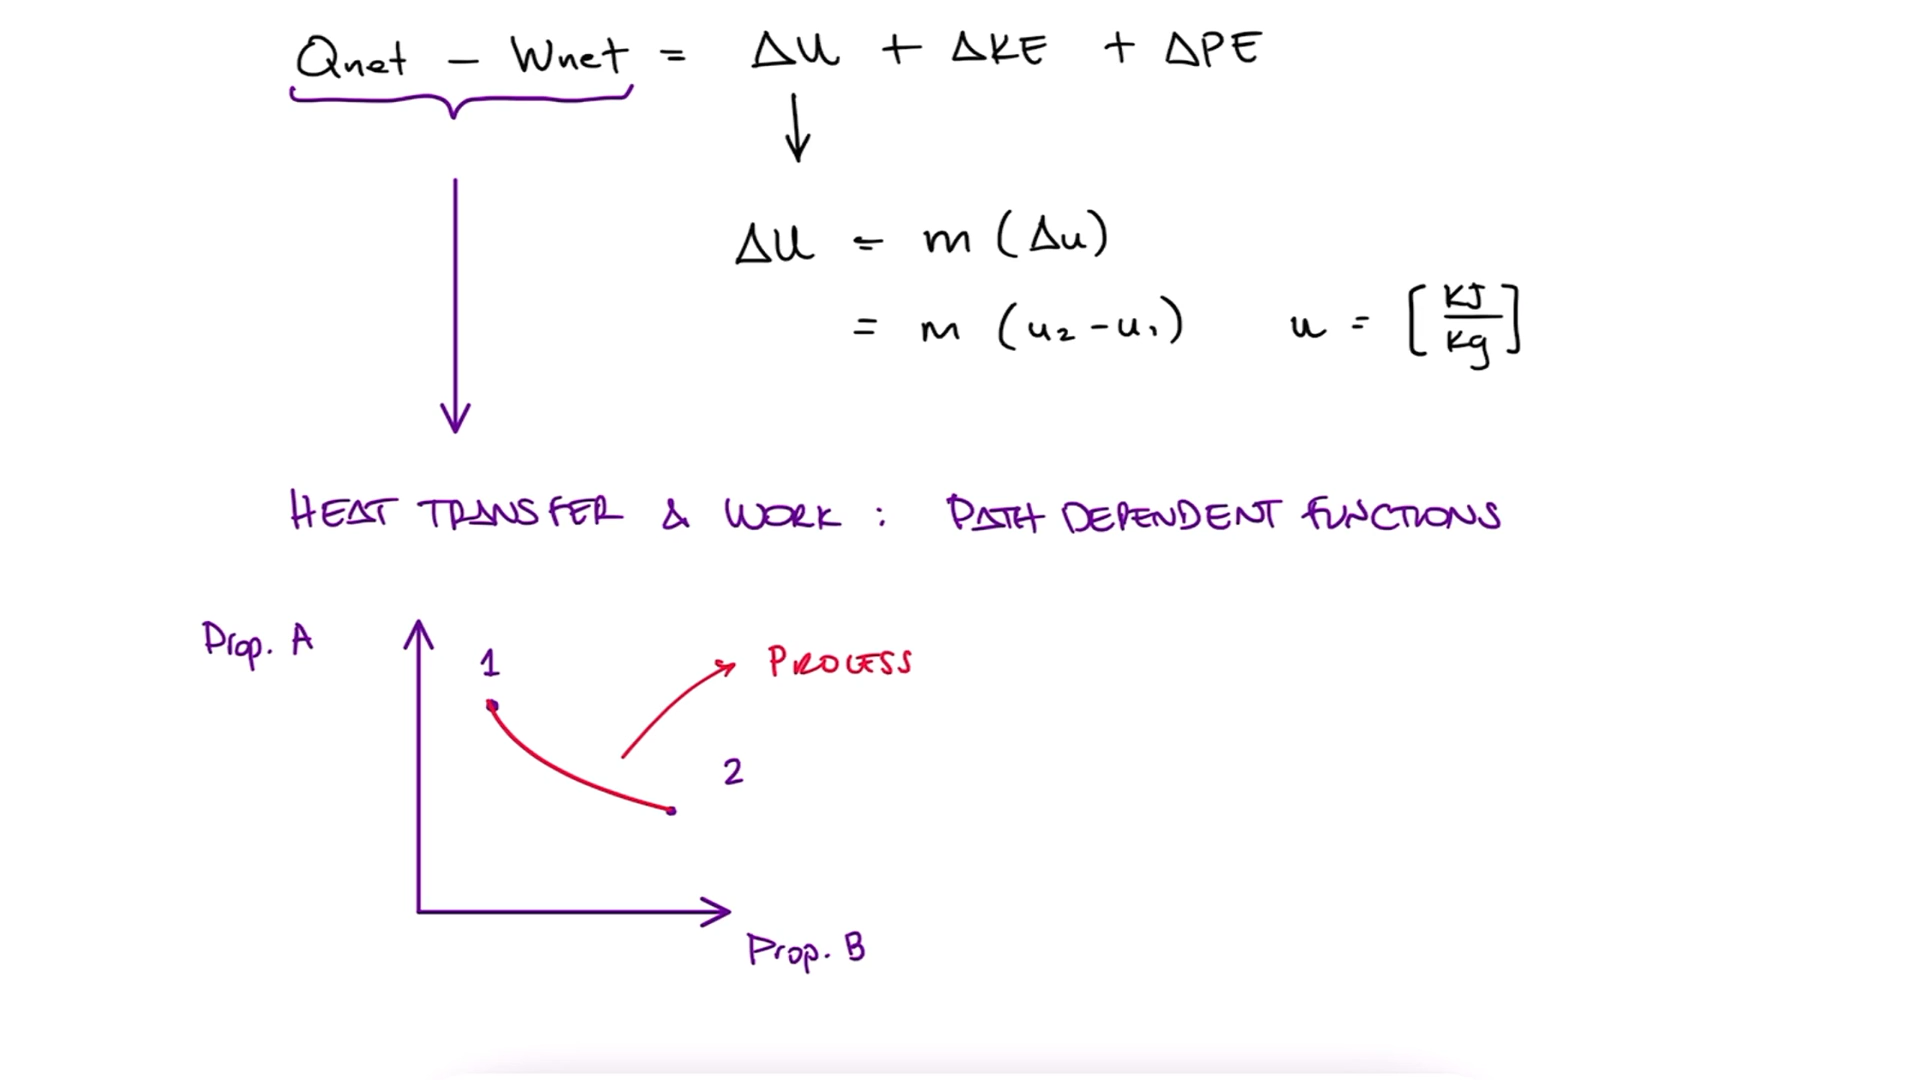 Qnet - Wnet = ΔU + ΔKE + ΔPE
ΔU = m (Δu)
= m (u₂-u₁) u = [KJ/Kg]
HEAT TRANSFER & WORK : PATH DEPENDENT FUNCTIONS
Prop. A
1
PROCESS
2
Prop. B